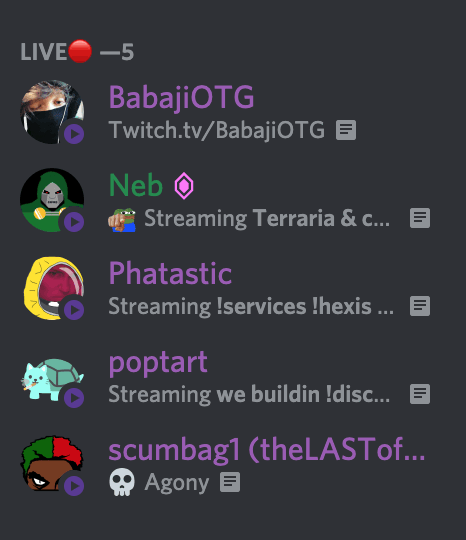 LIVE🔴 —5
BabajiOTG
Twitch.tv/BabajiOTG
Neb
Streaming Terraria & c...
Phatastic
Streaming !services !hexis ...
poptart
Streaming we buildin !disc...
scumbag1 (theLASTof...
💀 Agony